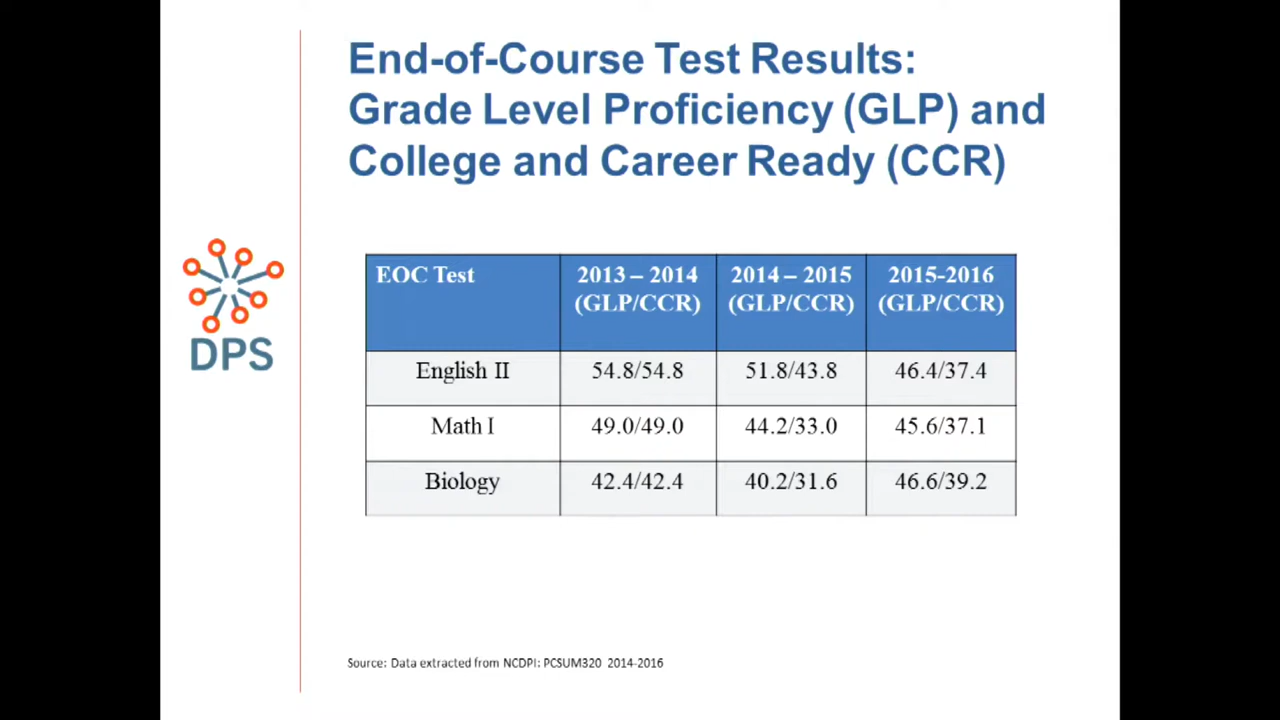 End-of-Course Test Results:
Grade Level Proficiency (GLP) and
College and Career Ready (CCR)
DPS
EOC Test 2013 – 2014 2014 – 2015 2015-2016
(GLP/CCR) (GLP/CCR) (GLP/CCR)
English II 54.8/54.8 51.8/43.8 46.4/37.4
Math I 49.0/49.0 44.2/33.0 45.6/37.1
Biology 42.4/42.4 40.2/31.6 46.6/39.2
Source: Data extracted from NCDPI: PCSUM320 2014-2016